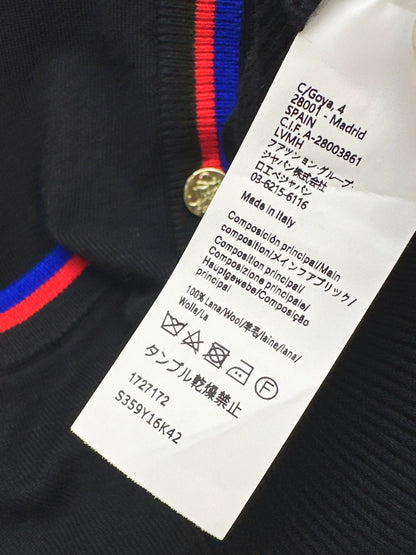 C/Goya, 4
28001 - Madrid
SPAIN
C.I.F. A-28003861
LVMH
ファッショングループ・
ジャパン株式会社
ロエベジャパン
03-6215-6116
Made in Italy
Composición principal/Main
composition/メインファブリック/
Composition principale/
Composizione principale/
Hauptgewebe/Composição
principal
100% Lana/Wool/羊毛/laine/lana/
Wolla/La
F
タンブル乾燥禁止
1727172
S359Y16K42